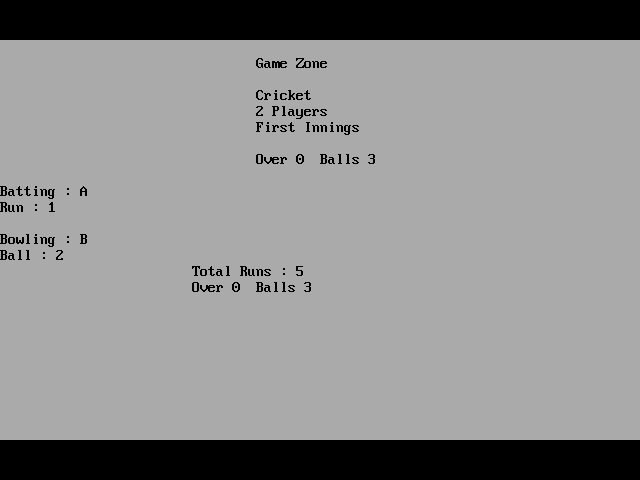 Game Zone
Cricket
2 Players
First Innings
Over 0  Balls 3
Batting : A
Run : 1
Bowling : B
Ball : 2
Total Runs : 5
Over 0  Balls 3